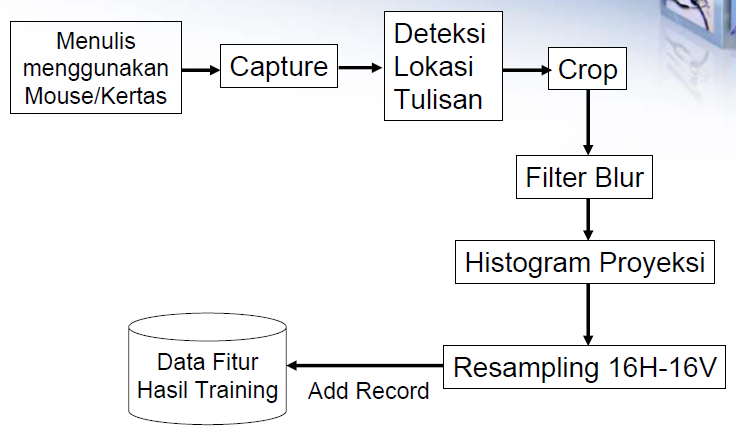 Menulis
menggunakan
Mouse/Kertas
Capture
Deteksi
Lokasi
Tulisan
Crop
Filter Blur
Histogram Proyeksi
Resampling 16H-16V
Add Record
Data Fitur
Hasil Training